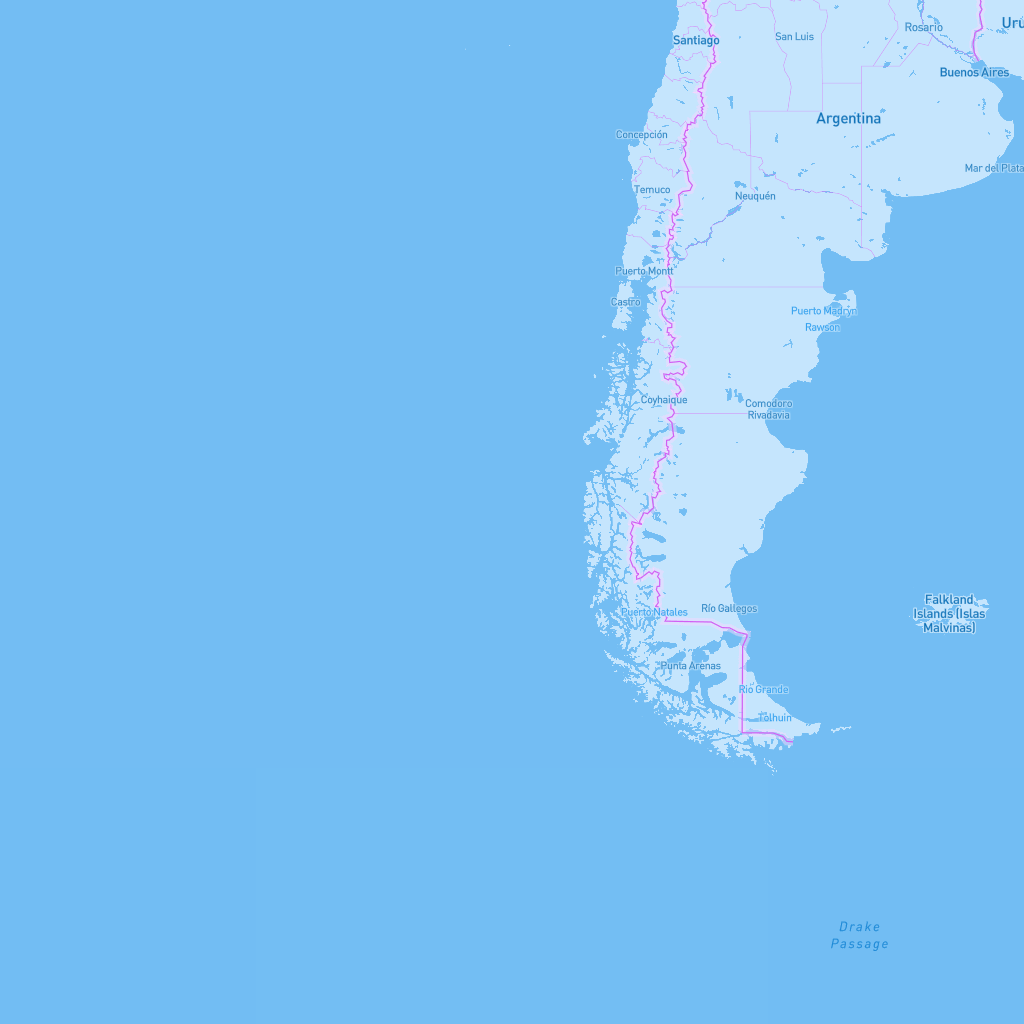 Rosario
Urú
San Luis
Santiago
Buenos Aires
Argentina
Concepción
Mar del Plata
Temuco
Neuquén
Puerto Montt
Castro
Puerto Madryn
Rawson
Coyhaique
Comodoro
Rivadavia
Falkland
Islands (Islas
Malvinas)
Río Gallegos
Puerto Natales
Punta Arenas
Río Grande
Tolhuin
Drake
Passage